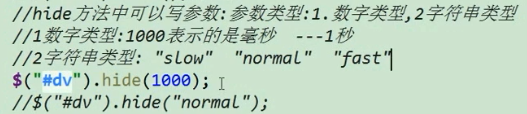 //hide方法中可以写参数:参数类型:1.数字类型,2字符串类型
//1数字类型:1000表示的是毫秒  ---1秒
//2字符串类型: "slow"  "normal"  "fast"
$("#dv").hide(1000);
//$("#dv").hide("normal");